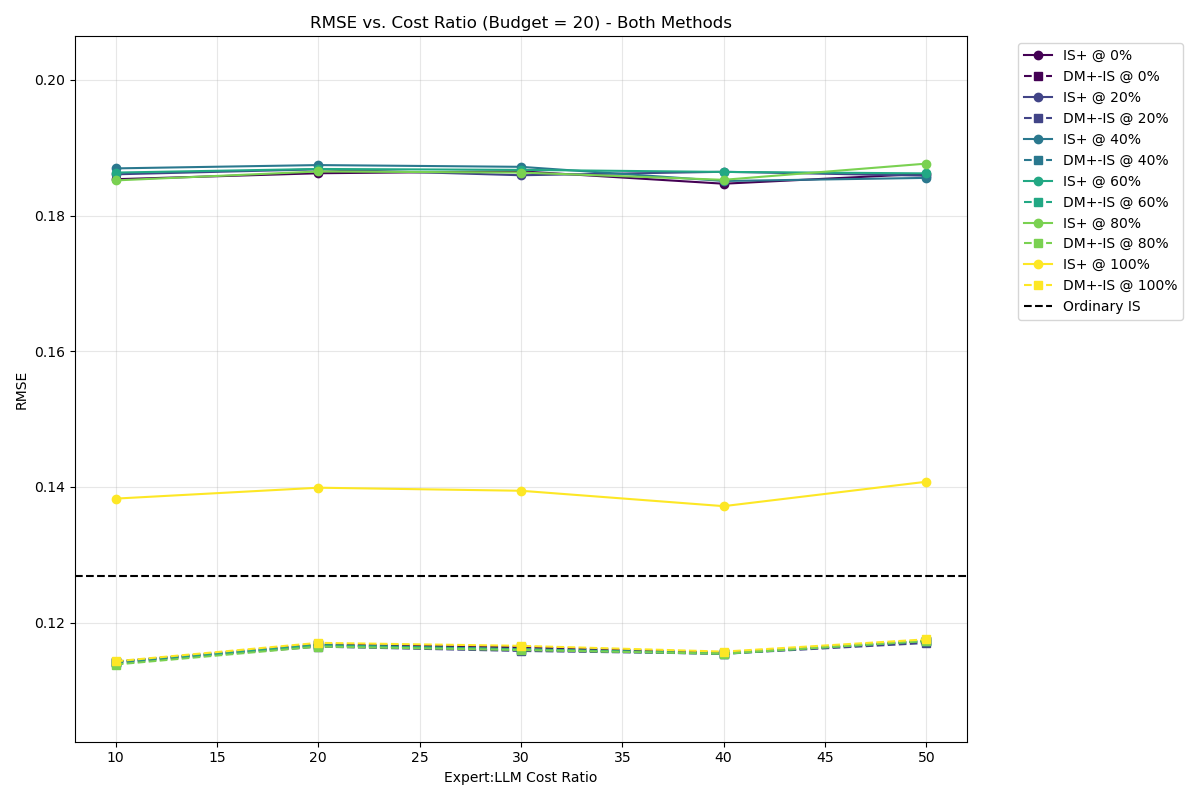 RMSE vs. Cost Ratio (Budget = 20) - Both Methods
RMSE
0.20
0.18
0.16
0.14
0.12
10
15
20
25
30
35
40
45
50
Expert:LLM Cost Ratio
IS+ @ 0%
DM+-IS @ 0%
IS+ @ 20%
DM+-IS @ 20%
IS+ @ 40%
DM+-IS @ 40%
IS+ @ 60%
DM+-IS @ 60%
IS+ @ 80%
DM+-IS @ 80%
IS+ @ 100%
DM+-IS @ 100%
Ordinary IS